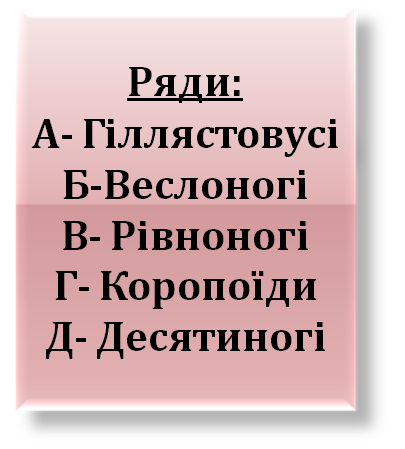 Ряди:
А- Гіллястовусі
Б-Веслоногі
В- Рівноногі
Г- Коропоїди
Д- Десятиногі